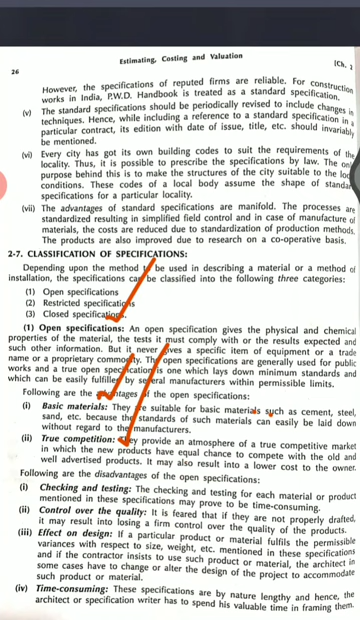 Estimating, Costing and Valuation
[Ch. 2
26
However, the specifications of reputed firms are reliable. For construction
works in India, P.W.D. Handbook is treated as a standard specification.
(v) The standard specifications should be periodically revised to include changes in
techniques. Hence, while including a reference to a standard specification in a
particular contract, its edition with date of issue, title, etc. should invariably
be mentioned.
(vi) Every city has got its own building codes to suit the requirements of the
locality. Thus, it is possible to prescribe the specifications by law. The
purpose behind this is to make the structures of the city suitable to the
conditions. These codes of a local body assume the shape of
specifications for a particular locality.
(vii) The advantages of standard specifications are manifold. The processes are
standardized resulting in simplified field control and in case of manufacture of
materials, the costs are reduced due to standardization of production methods.
The products are also improved due to research on a co-operative basis.
2-7. CLASSIFICATION OF SPECIFICATIONS:
Depending upon the method to be used in describing a material or a method of
installation, the specifications can be classified into the following three categories:
(1) Open specifications
(2) Restricted specifications
(3) Closed specifications.
(1) Open specifications: An open specification gives the physical and chemical
properties of the material, the tests it must comply with or the results expected and
such other information. But it never gives a specific item of equipment or a trade
name or a proprietary commodity. The open specifications are generally used for public
works and a true open specification is one which lays down minimum standards and
which can be easily fulfilled by several manufacturers within permissible limits.
Following are the advantages of the open specifications:
(i) Basic materials: These are suitable for basic materials such as cement, steel,
sand, etc. because the standards of such materials can easily be laid down
without regard to the manufacturers.
(ii) True competition: They provide an atmosphere of a true competitive market
in which the new products have equal chance to compete with the old and
well advertised products. It may also result into a lower cost to the owner.
Following are the disadvantages of the open specifications:
(i) Checking and testing: The checking and testing for each material or product
mentioned in these specifications may prove to be time-consuming.
(ii) Control over the quality: It is feared that if they are not properly drafted,
it may result into losing a firm control over the quality of the products.
(iii) Effect on design: If a particular product or material fulfils the permissible
variances with respect to size, weight, etc. mentioned in these specifications
and if the contractor insists to use such product or material, the architect in
some cases have to change or alter the design of the project to accommodate
such product or material.
(iv) Time-consuming: These specifications are by nature lengthy and hence, the
architect or specification writer has to spend his valuable time in framing them.